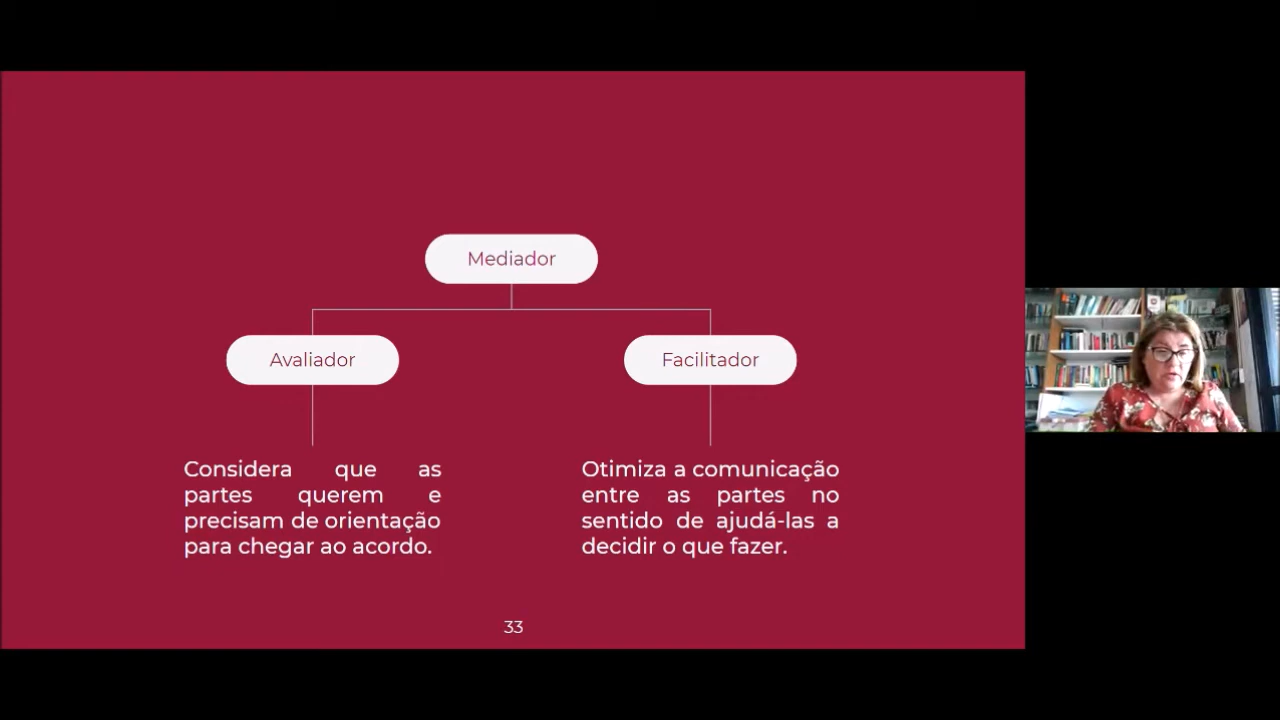 Mediador
Avaliador
Facilitador
Considera que as
partes querem e
precisam de orientação
para chegar ao acordo.
Otimiza a comunicação
entre as partes no
sentido de ajudá-las a
decidir o que fazer.
33